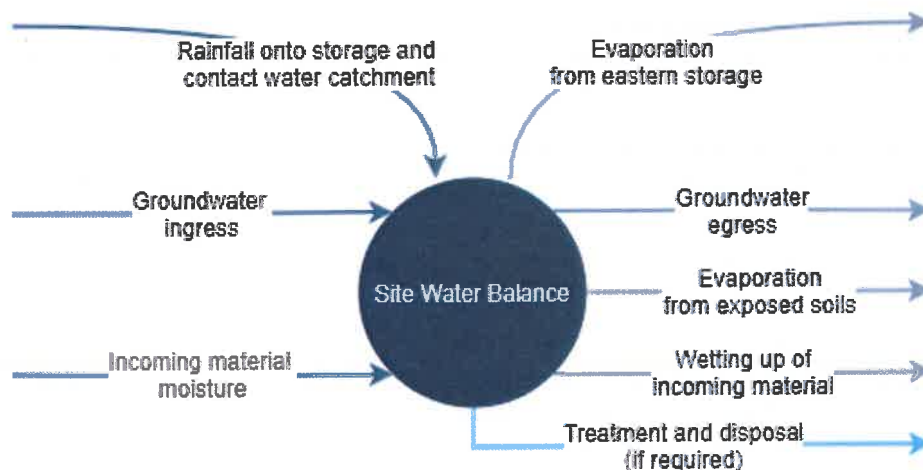 Rainfall onto storage and
contact water catchment
Evaporation
from eastern storage
Groundwater
ingress
Groundwater
egress
Site Water Balance
Evaporation
from exposed soils
Incoming material
moisture
Wetting up of
incoming material
Treatment and disposal
(if required)